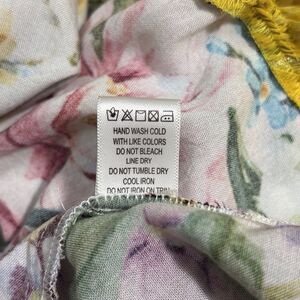 HAND WASH COLD
WITH LIKE COLORS
DO NOT BLEACH
LINE DRY
DO NOT TUMBLE DRY
COOL IRON
DO NOT IRON ON TRIM